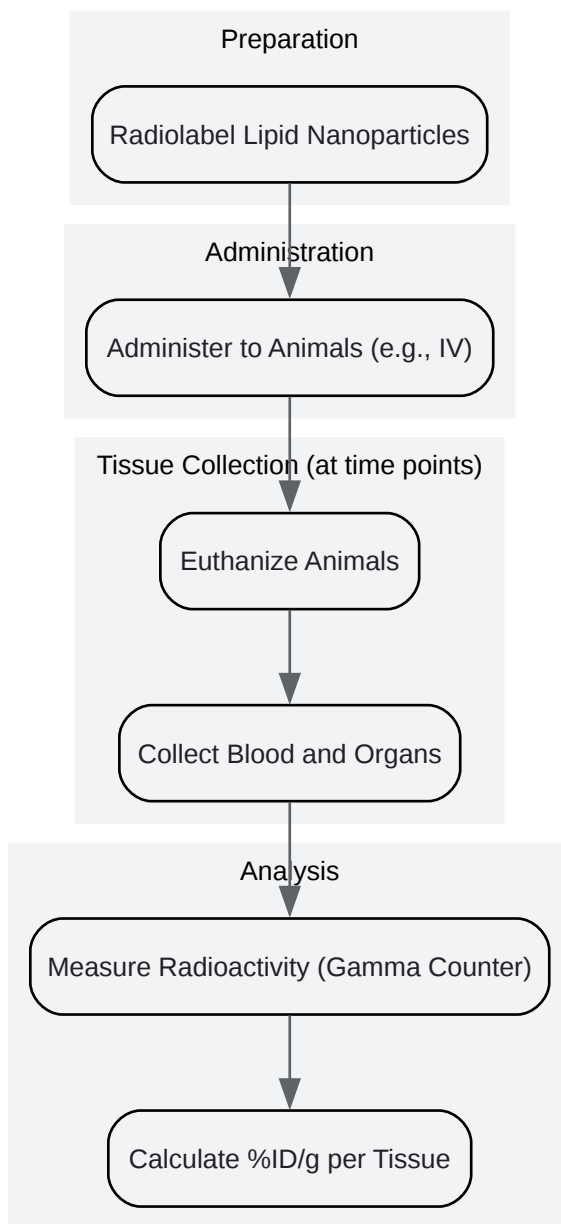 Preparation
Radiolabel Lipid Nanoparticles
Administration
Administer to Animals (e.g., IV)
Tissue Collection (at time points)
Euthanize Animals
Collect Blood and Organs
Analysis
Measure Radioactivity (Gamma Counter)
Calculate %ID/g per Tissue